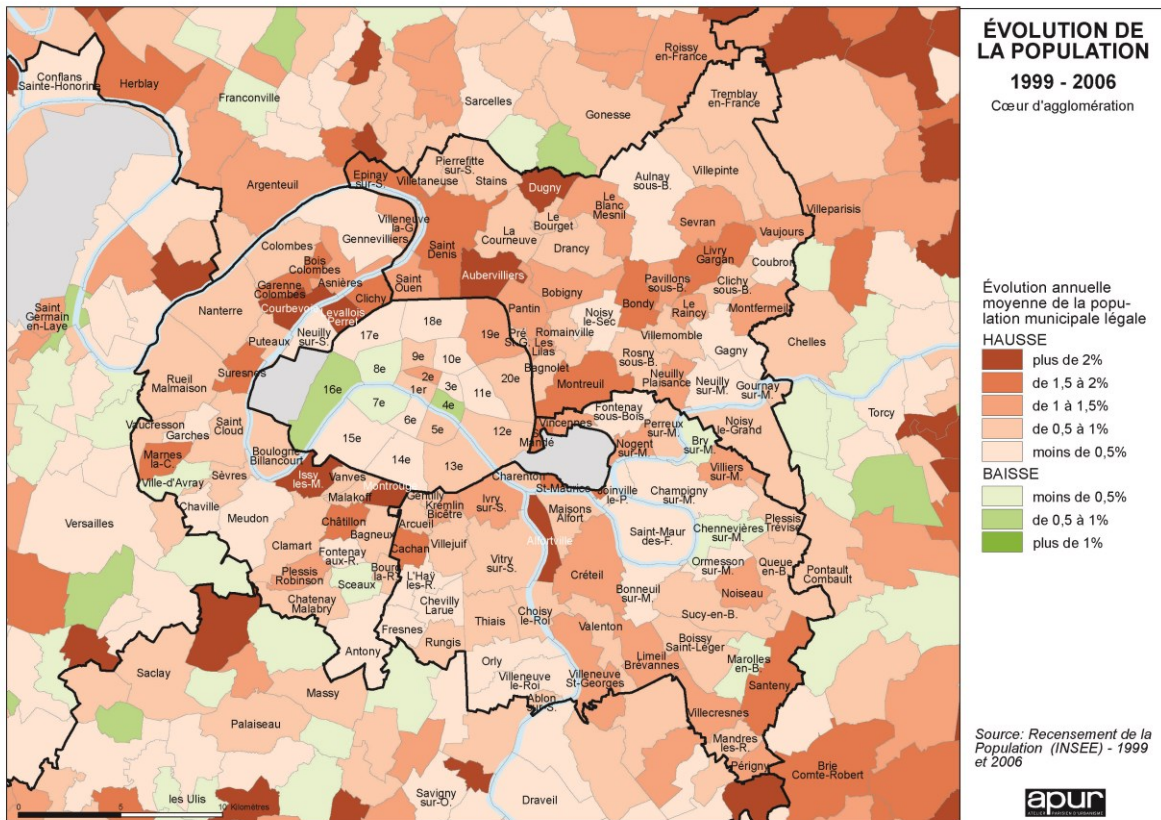 ÉVOLUTION DE
LA POPULATION
1999 - 2006
Cœur d'agglomération
Évolution annuelle
moyenne de la popu-
lation municipale légale
HAUSSE
plus de 2%
de 1,5 à 2%
de 1 à 1,5%
de 0,5 à 1%
moins de 0,5%
BAISSE
moins de 0,5%
de 0,5 à 1%
plus de 1%
Source: Recensement de la
Population (INSEE) - 1999
et 2006
apur
ATELIER PARISIEN D'URBANISME
Conflans
Sainte-Honorine
Herblay
Franconville
Sarcelles
Roissy
en-France
Gonesse
Tremblay
en-France
Argenteuil
Epinay
sur-S.
Villetaneuse
Pierrefitte
sur-S.
Stains
Dugny
Le
Blanc
Mesnil
Aulnay
sous-B.
Villepinte
Villeparisis
Sevran
Vaujours
Villeneuve
la-G.
Gennevilliers
Saint
Denis
La
Courneuve
Le
Bourget
Drancy
Livry
Gargan
Coubron
Colombes
Bois
Colombes
Asnières
Garenne
Colombes
Courbevoie
Clichy
Levallois
Perret
Saint
Ouen
Aubervilliers
Bobigny
Pavillons
sous-B.
Clichy
sous-B.
Bondy
Le
Raincy
Montfermeil
Saint
Germain
en-Laye
Nanterre
Puteaux
Neuilly
sur-S.
17e
18e
19e
Pantin
Pré
St-G.
Les
Lilas
Romainville
Noisy
le-Sec
Villemomble
Gagny
Chelles
Rosny
sous-B.
Bagnolet
Montreuil
Neuilly
Plaisance
Neuilly
sur-M.
Gournay
sur-M.
Torcy
Suresnes
Rueil
Malmaison
16e
8e
9e
10e
2e
1er
3e
11e
20e
7e
4e
6e
5e
12e
15e
14e
13e
Vaucresson
Garches
Saint
Cloud
Marnes
la-C.
Ville-d'Avray
Sèvres
Boulogne
Billancourt
Issy
les-M.
Vanves
Malakoff
Montrouge
Vincennes
St
Mandé
Fontenay
sous-Bois
Nogent
sur-M.
Perreux
sur-M.
Bry
sur-M.
Noisy
le-Grand
Villiers
sur-M.
Charenton
St-Maurice
Joinville
le-P.
Champigny
sur-M.
Versailles
Chaville
Meudon
Châtillon
Bagneux
Clamart
Fontenay
aux-R.
Plessis
Robinson
Sceaux
Bourg
la-R.
Chatenay
Malabry
Antony
Gentilly
Kremlin
Bicêtre
Ivry
sur-S.
Arcueil
Cachan
Villejuif
Vitry
sur-S.
L'Haÿ
les-R.
Chevilly
Larue
Fresnes
Rungis
Thiais
Choisy
le-Roi
Maisons
Alfort
Alfortville
Créteil
Saint-Maur
des-F.
Chennevières
sur-M.
Plessis
Trévise
Ormesson
sur-M.
Queue
en-B.
Pontault
Combault
Bonneuil
sur-M.
Noiseau
Sucy-en-B.
Orly
Villeneuve
le-Roi
Ablon
sur-S.
Valenton
Villeneuve
St-Georges
Limeil
Brévannes
Boissy
Saint-Léger
Marolles
en-B.
Santeny
Villecresnes
Mandres
les-R.
Périgny
Brie
Comte-Robert
Saclay
Massy
Palaiseau
les Ulis
Savigny
sur-O.
Draveil
0
5
10 Kilomètres